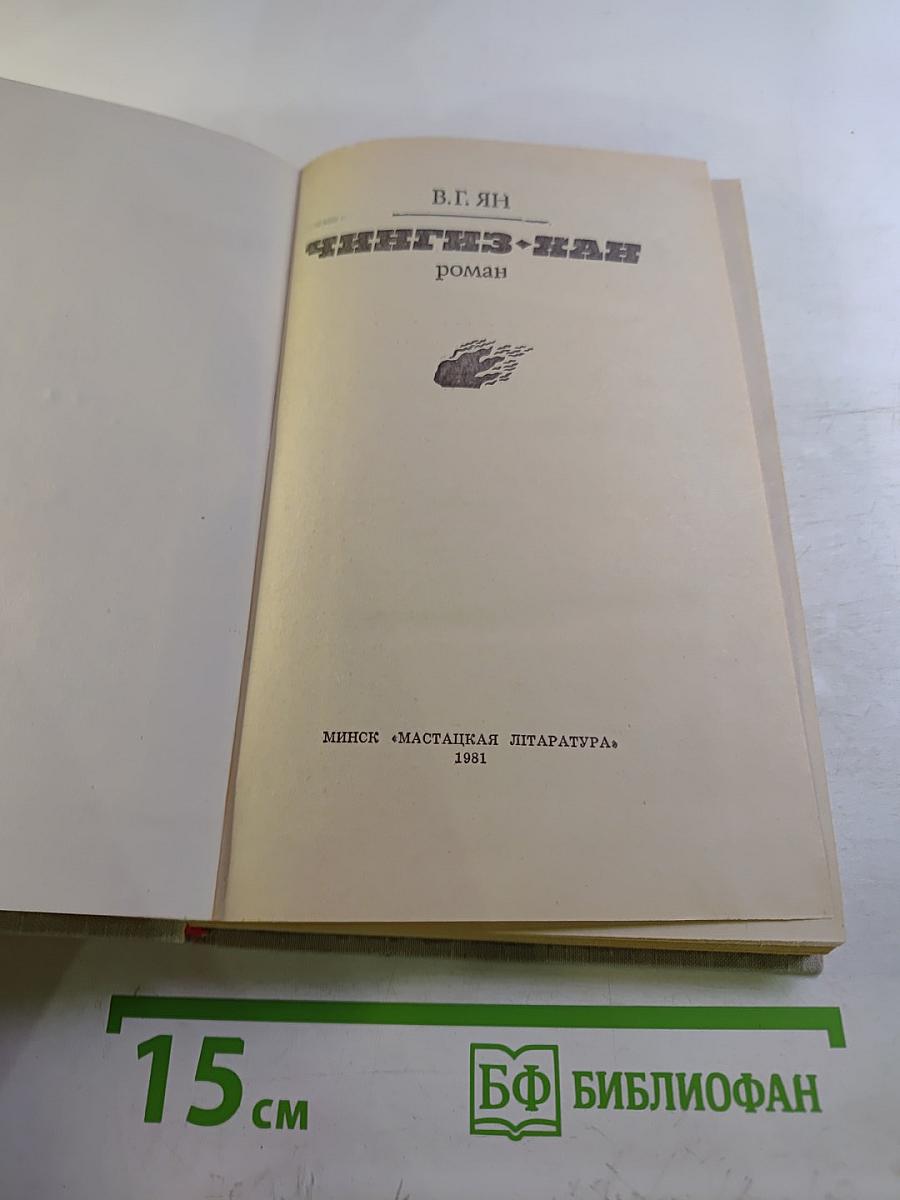 В. Г. ЯН
ЧИНГИЗ-ХАН
роман
МИНСК «МАСТАЦКАЯ ЛІТАРАТУРА»
1981
15 см
БФ БИБЛИОФАН